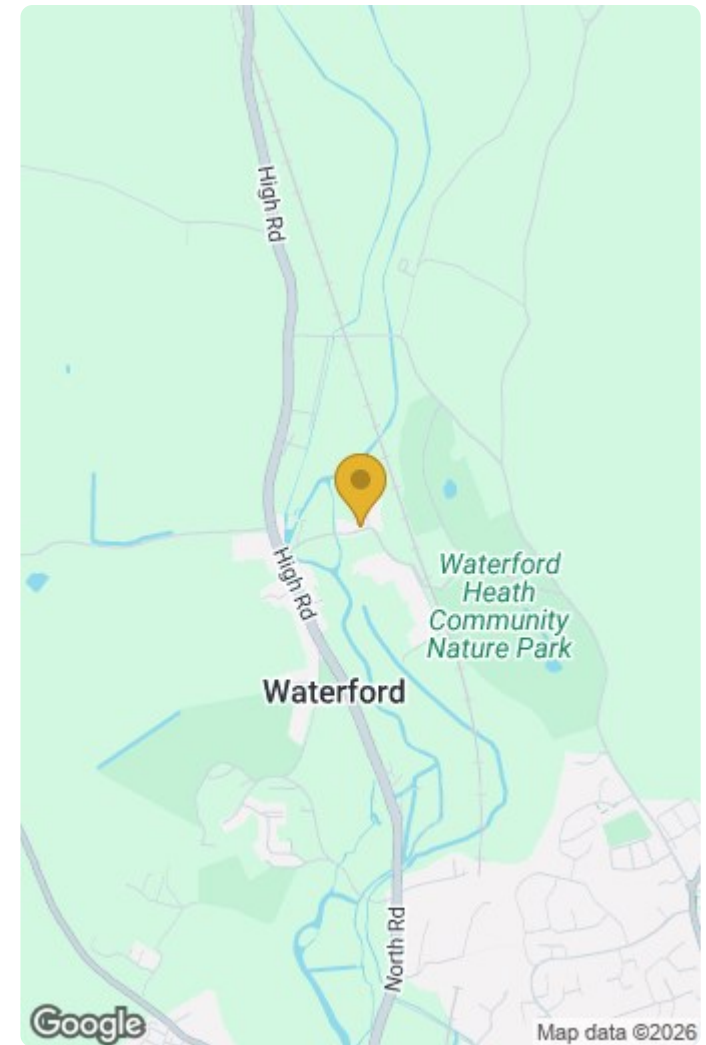 High Rd
High Rd
Waterford
Heath
Community
Nature Park
Waterford
North Rd
Google
Map data ©2026